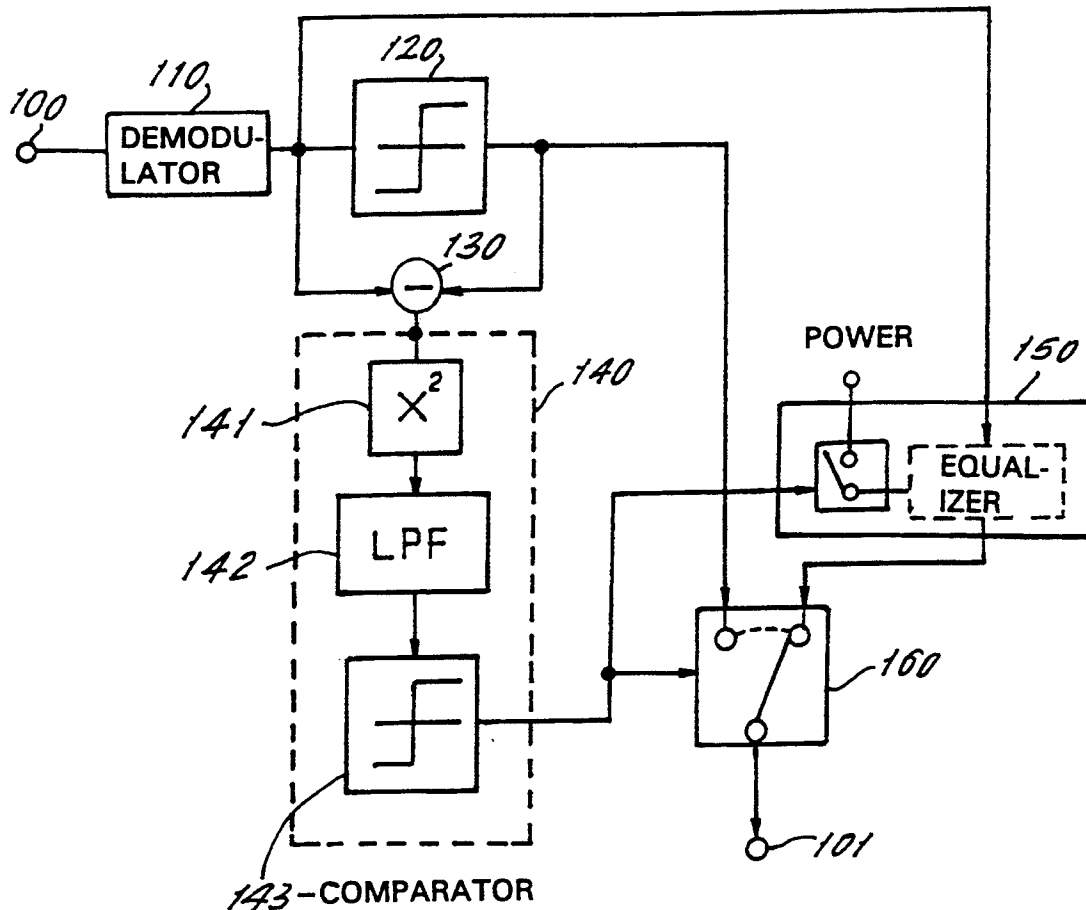 100
110
DEMODU-
LATOR
120
130
140
141
X²
142
LPF
143-COMPARATOR
POWER
150
EQUAL-
IZER
160
101